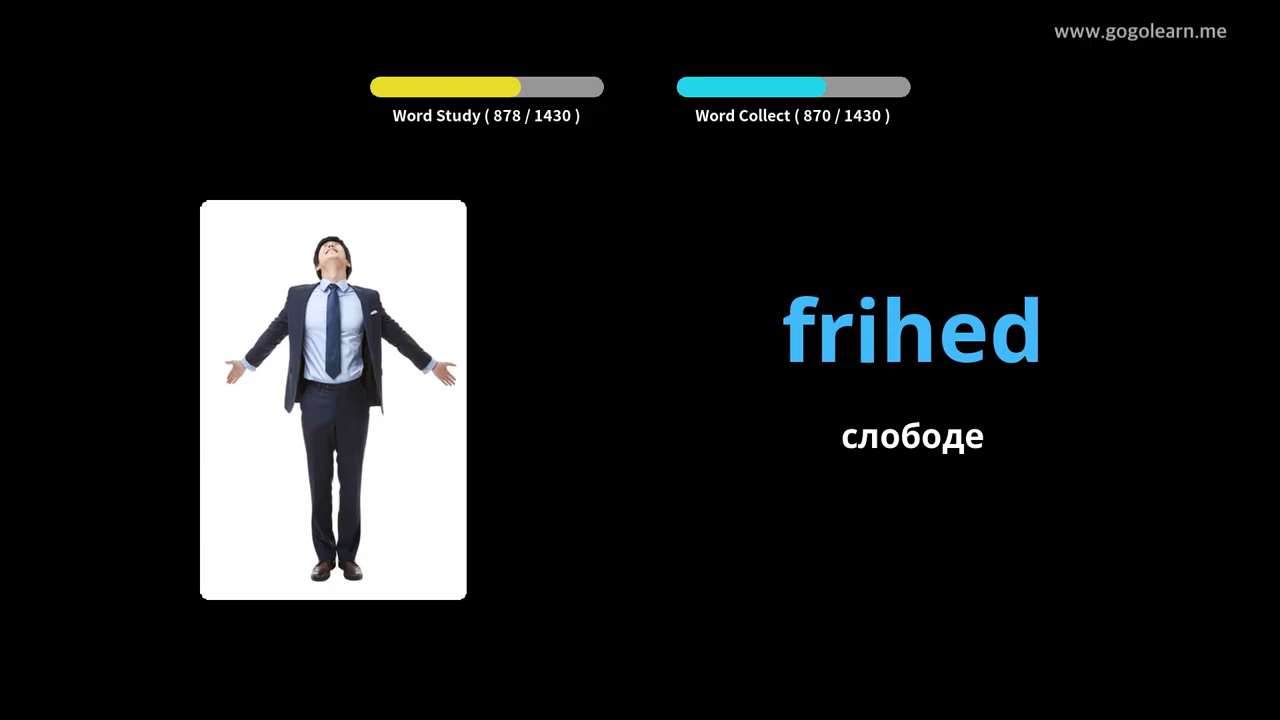 www.gogolearn.me
Word Study ( 878 / 1430 )
Word Collect ( 870 / 1430 )
frihed
слободе